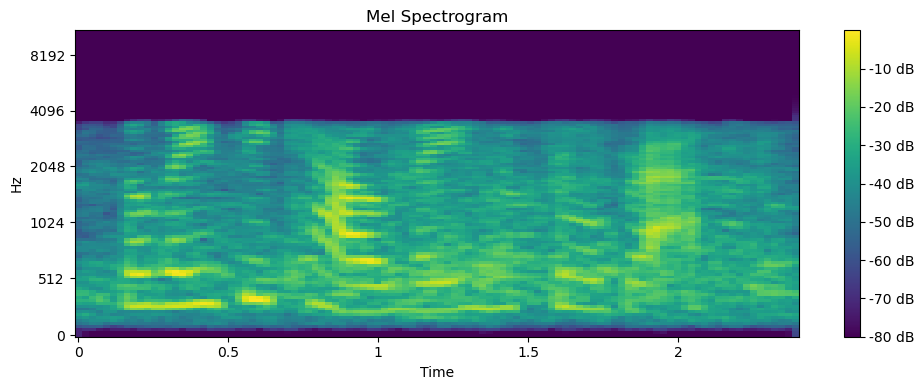 Mel Spectrogram
8192
4096
2048
1024
512
0
Hz
0
0.5
1
1.5
2
Time
-10 dB
-20 dB
-30 dB
-40 dB
-50 dB
-60 dB
-70 dB
-80 dB